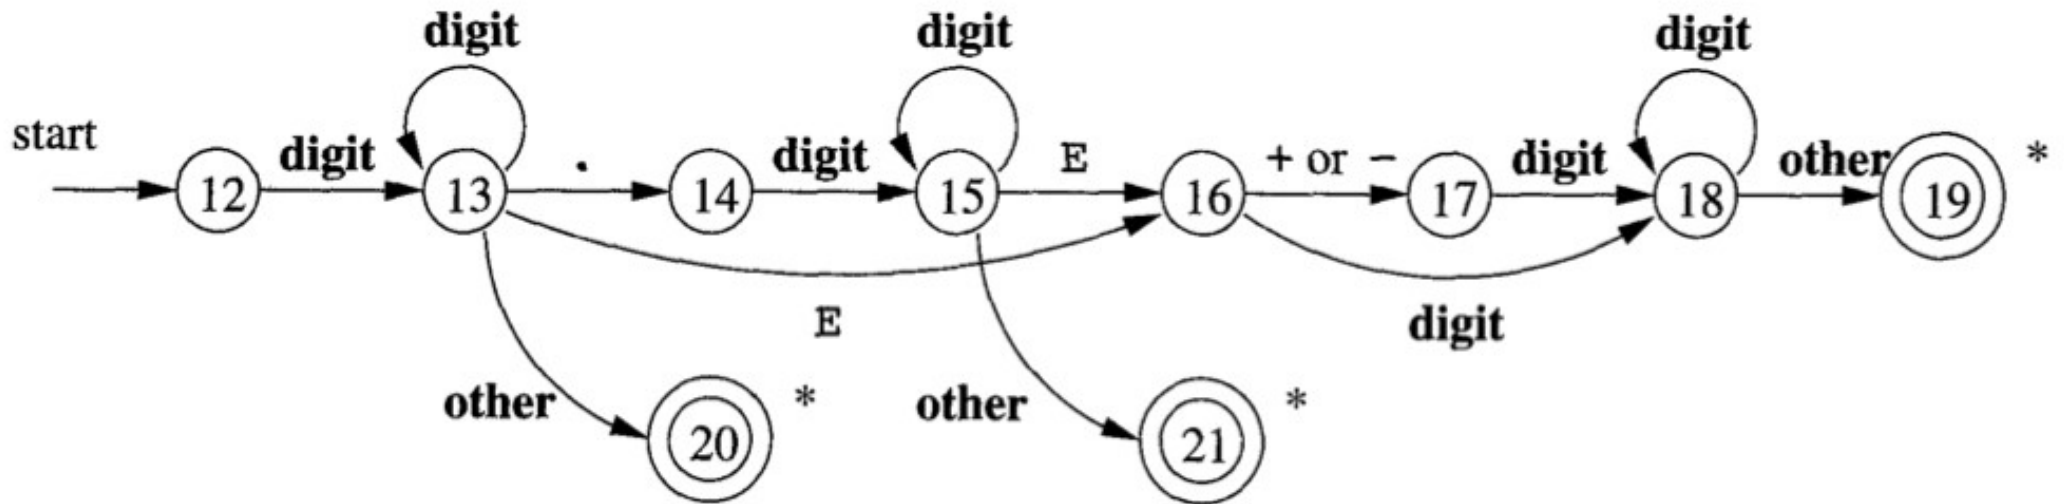 digit digit digit
start digit . digit E + or - digit other *
12 13 14 15 16 17 18 19
E digit
other * other *
20 21